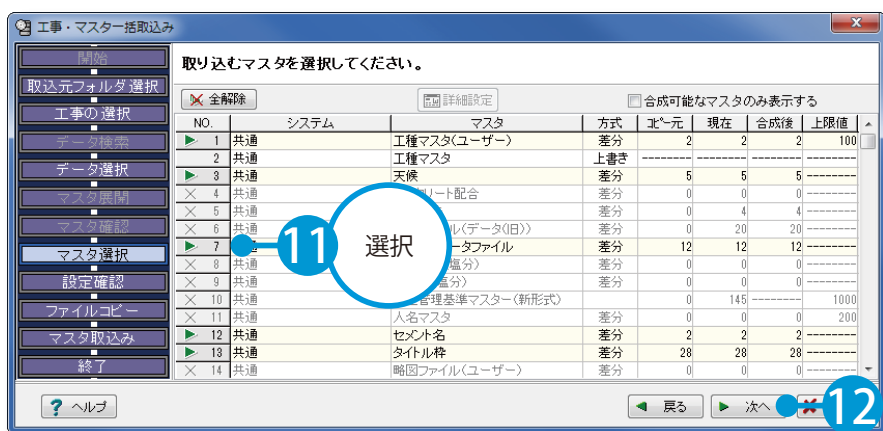 工事・マスター括取込み
x
開始
取込元フォルダ選択
工事の選択
データ検索
データ選択
マスタ展開
マスタ確認
マスタ選択
設定確認
ファイルコピー
マスタ取込み
終了
取り込むマスタを選択してください。
全解除
詳細設定
合成可能なマスタのみ表示する
NO. システム マスタ 方式 ｺﾋﾟｰ元 現在 合成後 上限値
1 共通 工種マスタ(ユーザー) 差分 2 2 2 100
2 共通 工種マスタ 上書き -------- -------- -------- --------
3 共通 天候 差分 5 5 5 --------
4 共通 リート配合 差分 0 0 0 --------
5 共通 差分 0 4 4 --------
6 共通 ル(データ(旧)) 差分 0 20 20 --------
7 共通 ータファイル 差分 12 12 12 --------
8 共通 塩分) 差分 0 0 0 --------
9 共通 塩分) 差分 0 0 0 --------
10 共通 管理基準マスター(新形式) 0 145 -------- 1000
11 共通 人名マスタ 差分 0 0 0 200
12 共通 セメント名 差分 2 2 2 --------
13 共通 タイトル枠 差分 28 28 28 --------
14 共通 略図ファイル(ユーザー) 差分 0 0 0 --------
11
選択
? ヘルプ
戻る
次へ
12